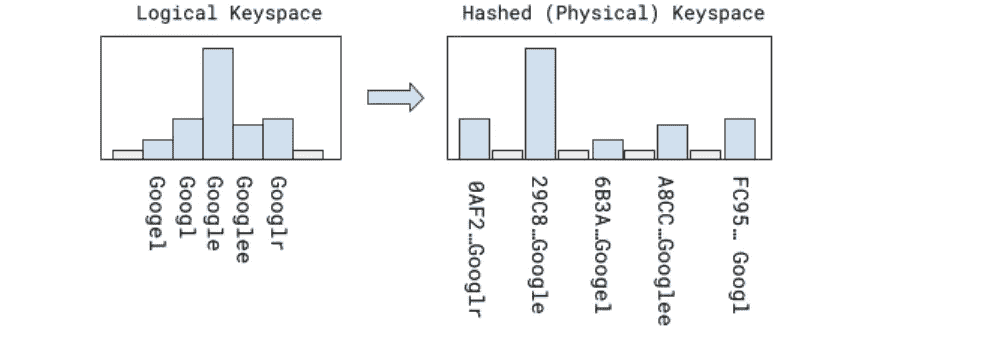 Logical Keyspace
Hashed (Physical) Keyspace
Googel
Googl
Google
Googlee
Googlr
0AF2…Googlr
29C8…Google
6B3A…Googel
A8CC…Googlee
FC95… Googl